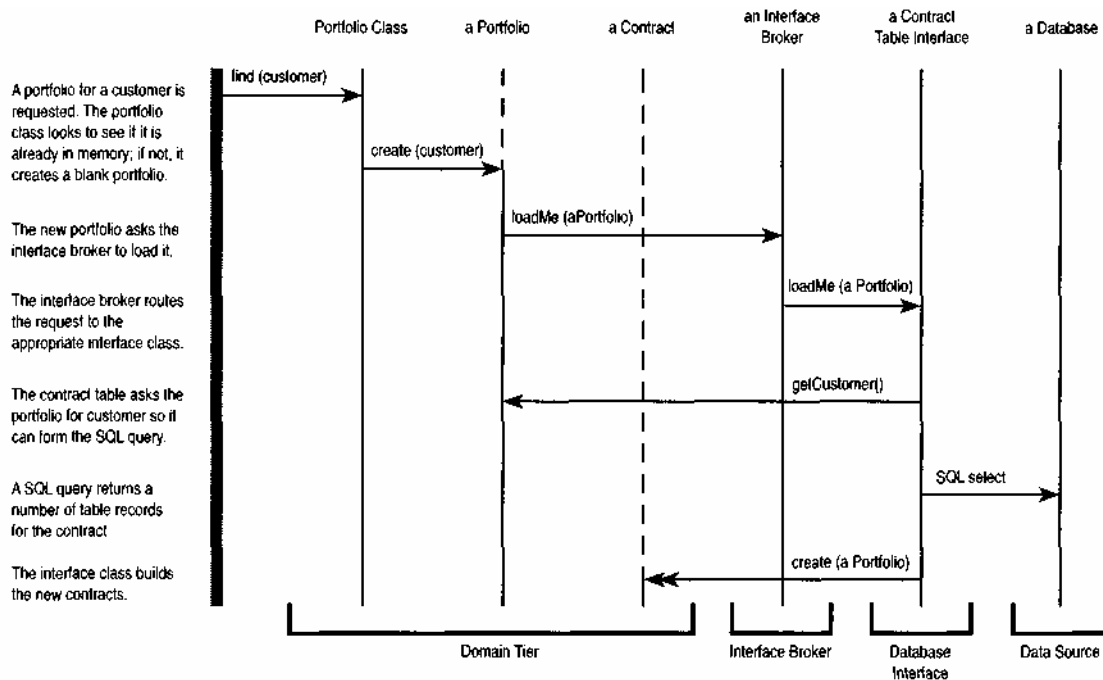 Portfolio Class
a Portfolio
a Contract
an Interface
Broker
a Contract
Table Interface
a Database
A portfolio for a customer is
requested. The portfolio
class looks to see if it is
already in memory; if not, it
creates a blank portfolio.
find (customer)
create (customer)
The new portfolio asks the
interface broker to load it.
loadMe (aPortfolio)
The interface broker routes
the request to the
appropriate interface class.
loadMe (a Portfolio)
The contract table asks the
portfolio for customer so it
can form the SQL query.
getCustomer()
A SQL query returns a
number of table records
for the contract
SQL select
The interface class builds
the new contracts.
create (a Portfolio)
Domain Tier
Interface Broker
Database
Interface
Data Source